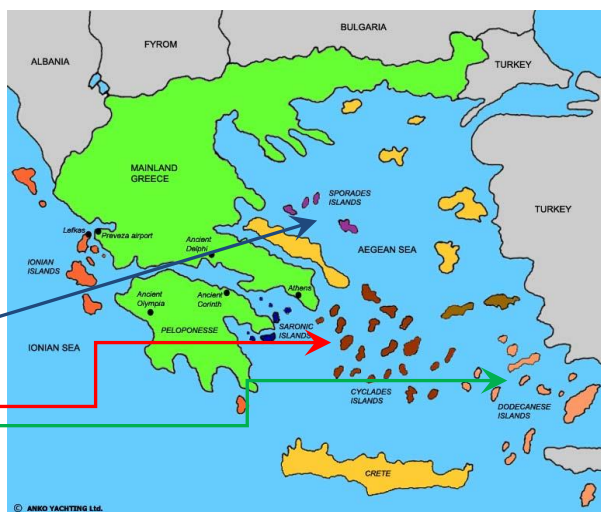 BULGARIA
FYROM
ALBANIA
TURKEY
MAINLAND
GREECE
SPORADES
ISLANDS
TURKEY
Lefkas
Preveza airport
Ancient
Delphi
AEGEAN SEA
IONIAN
ISLANDS
Athens
Ancient
Olympia
Ancient
Corinth
PELOPONESSE
SARONIC
ISLANDS
IONIAN SEA
CYCLADES
ISLANDS
DODECANESE
ISLANDS
CRETE
© ANKO YACHTING Ltd.